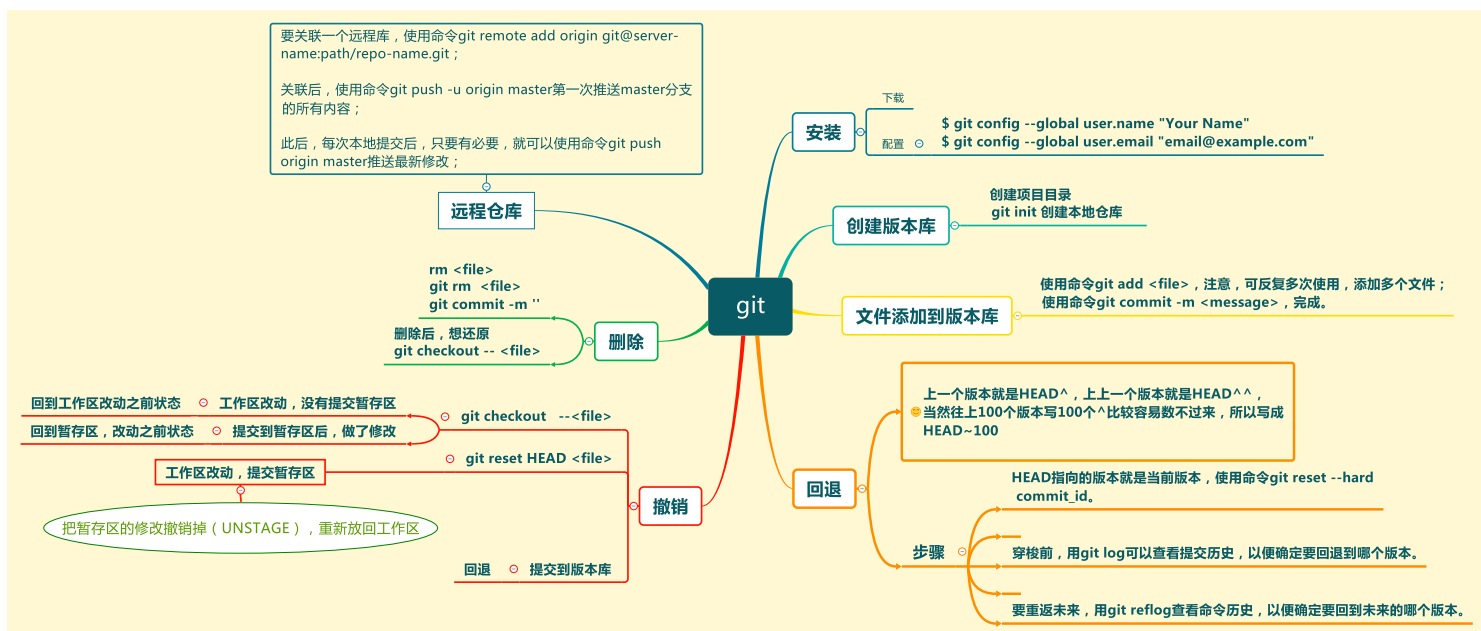 要关联一个远程库，使用命令git remote add origin git@server-
name:path/repo-name.git；
关联后，使用命令git push -u origin master第一次推送master分支
的所有内容；
此后，每次本地提交后，只要有必要，就可以使用命令git push
origin master推送最新修改；
远程仓库
rm <file>
git rm  <file>
git commit -m ''
删除后，想还原
git checkout -- <file>
删除
回到工作区改动之前状态
工作区改动，没有提交暂存区
回到暂存区，改动之前状态
提交到暂存区后，做了修改
git checkout   --<file>
git reset HEAD <file>
工作区改动，提交暂存区
把暂存区的修改撤销掉（UNSTAGE），重新放回工作区
撤销
回退
提交到版本库
git
安装
下载
配置
$ git config --global user.name "Your Name"
$ git config --global user.email "email@example.com"
创建版本库
创建项目目录
git init 创建本地仓库
文件添加到版本库
使用命令git add <file>，注意，可反复多次使用，添加多个文件；
使用命令git commit -m <message>，完成。
回退
上一个版本就是HEAD^，上上一个版本就是HEAD^^，
当然往上100个版本写100个^比较容易数不过来，所以写成
HEAD~100
步骤
HEAD指向的版本就是当前版本，使用命令git reset --hard
commit_id。
穿梭前，用git log可以查看提交历史，以便确定要回退到哪个版本。
要重返未来，用git reflog查看命令历史，以便确定要回到未来的哪个版本。